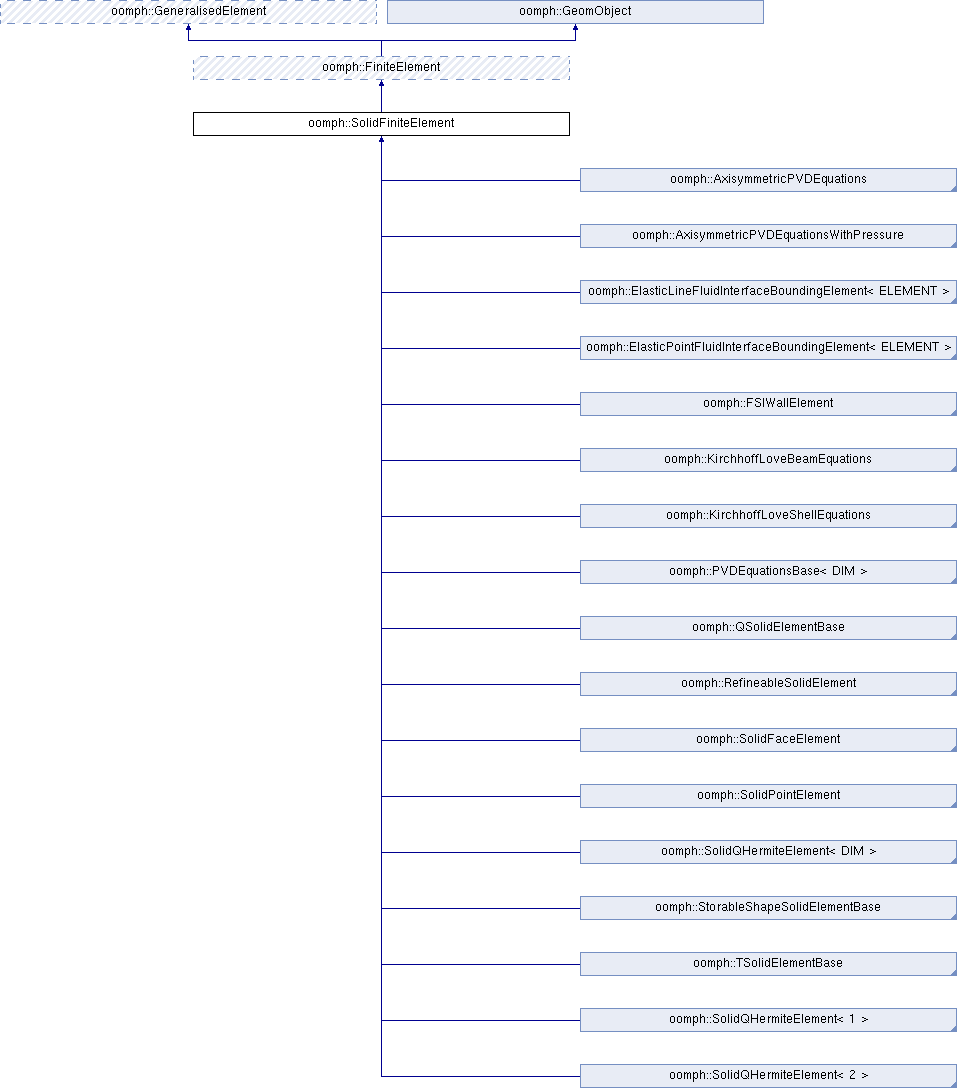 oomph::GeneralisedElement
oomph::GeomObject
oomph::FiniteElement
oomph::SolidFiniteElement
oomph::AxisymmetricPVDEquations
oomph::AxisymmetricPVDEquationsWithPressure
oomph::ElasticLineFluidInterfaceBoundingElement< ELEMENT >
oomph::ElasticPointFluidInterfaceBoundingElement< ELEMENT >
oomph::FSIWallElement
oomph::KirchhoffLoveBeamEquations
oomph::KirchhoffLoveShellEquations
oomph::PVDEquationsBase< DIM >
oomph::QSolidElementBase
oomph::RefineableSolidElement
oomph::SolidFaceElement
oomph::SolidPointElement
oomph::SolidQHermiteElement< DIM >
oomph::StorableShapeSolidElementBase
oomph::TSolidElementBase
oomph::SolidQHermiteElement< 1 >
oomph::SolidQHermiteElement< 2 >